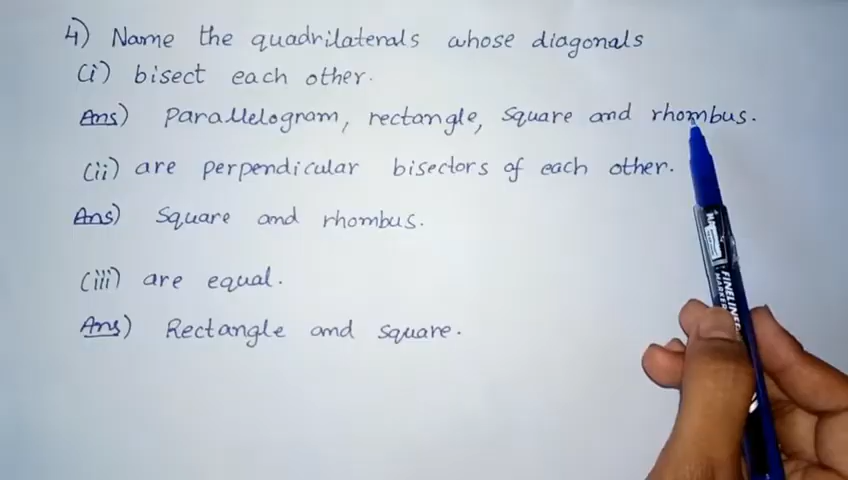 4) Name the quadrilaterals whose diagonals
(i) bisect each other.
Ans) Parallelogram, rectangle, square and rhombus.
(ii) are perpendicular bisectors of each other.
Ans) Square and rhombus.
(iii) are equal.
Ans) Rectangle and square.
FINELINER